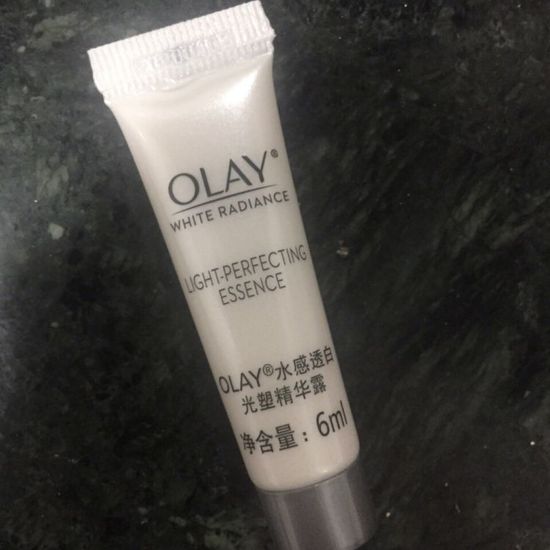 OLAY®
WHITE RADIANCE
LIGHT-PERFECTING
ESSENCE
OLAY®水感透白
光塑精华露
净含量：6ml